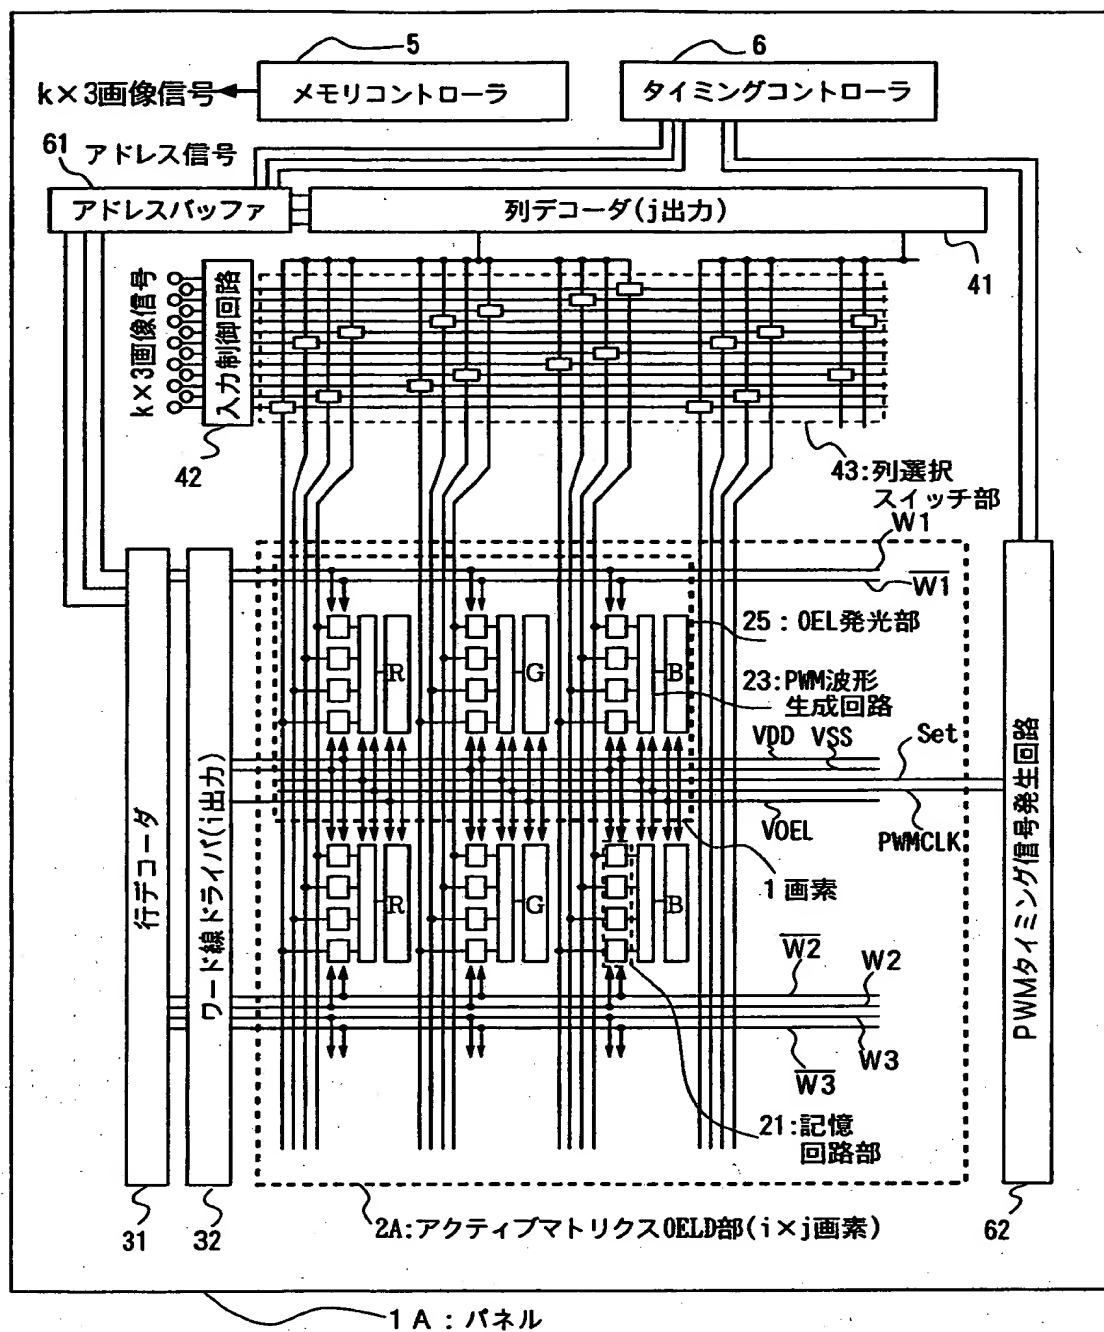 5
6
k×3画像信号
メモリコントローラ
タイミングコントローラ
61
アドレス信号
アドレスバッファ
列デコーダ(j出力)
41
k×3画像信号
入力制御回路
42
43:列選択
スイッチ部
W1
W1
25:OEL発光部
R
G
B
23:PWM波形
生成回路
VDD
VSS
Set
VOEL
PWMCLK
1画素
R
G
B
W2
W2
W3
W3
21:記憶
回路部
行デコーダ
ワード線ドライバ(i出力)
PWMタイミング信号発生回路
31
32
2A:アクティブマトリクスOELD部(i×j画素)
62
1A:パネル